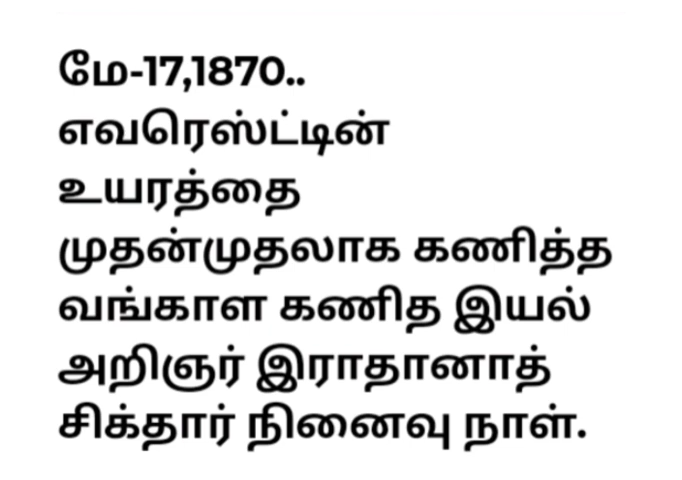 மே-17,1870..
எவரெஸ்ட்டின்
உயரத்தை
முதன்முதலாக கணித்த
வங்காள கணித இயல்
அறிஞர் இராதானாத்
சிக்தார் நினைவு நாள்.